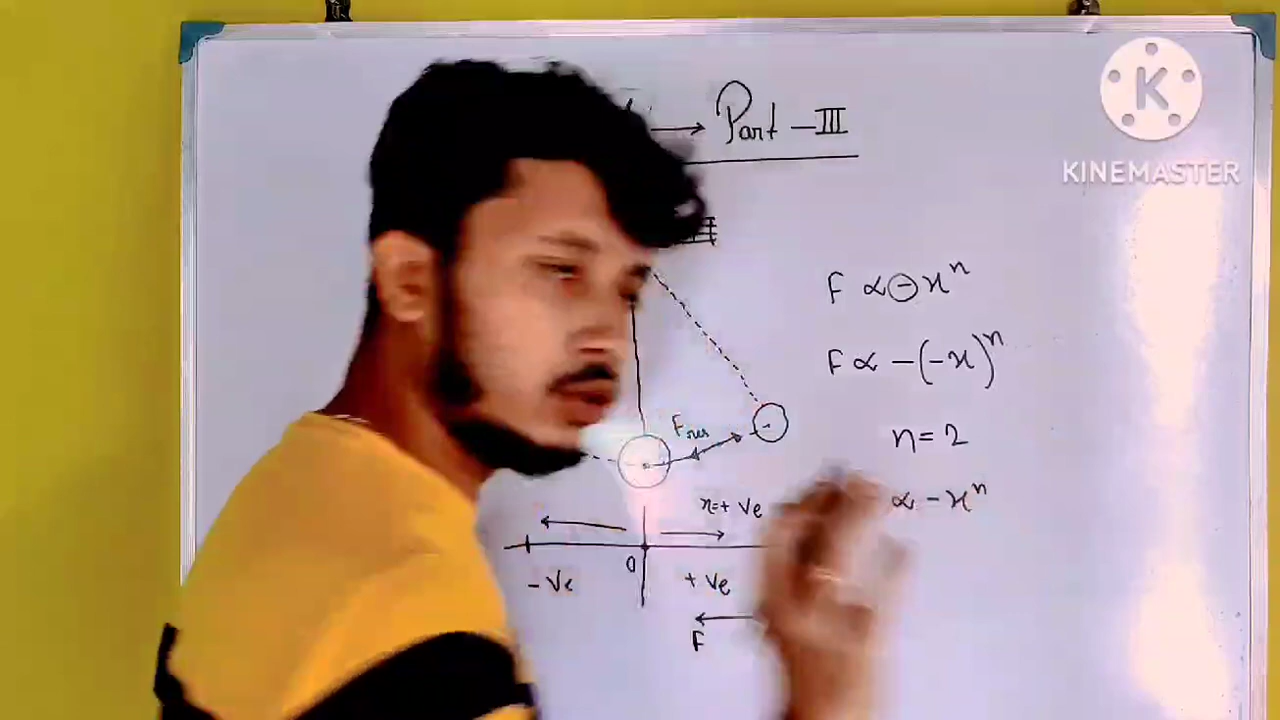 → Part – III
K
KINEMASTER
F ∝ ⊖ x^n
F ∝ – (–x)^n
F_res
n = 2
∝ – x^n
x=+ve
0
– ve
+ ve
F